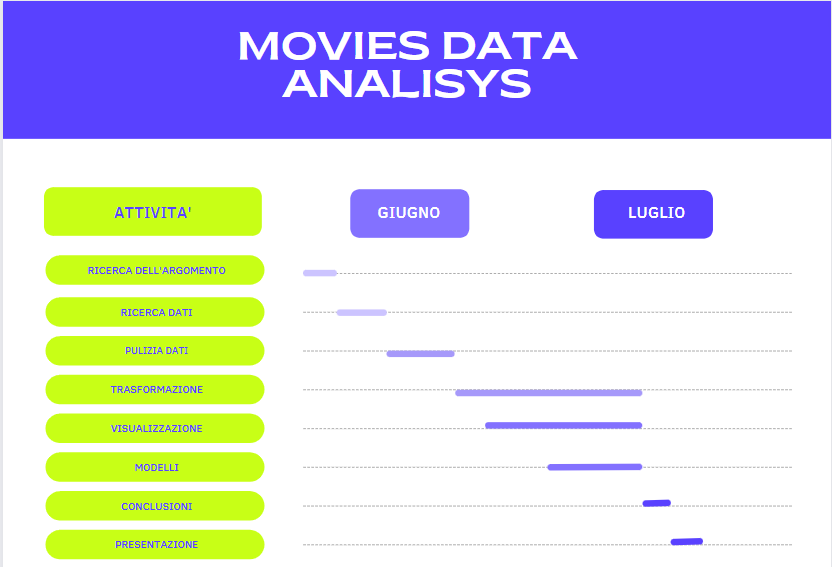 MOVIES DATA
ANALISYS
ATTIVITA'
GIUGNO
LUGLIO
RICERCA DELL'ARGOMENTO
RICERCA DATI
PULIZIA DATI
TRASFORMAZIONE
VISUALIZZAZIONE
MODELLI
CONCLUSIONI
PRESENTAZIONE